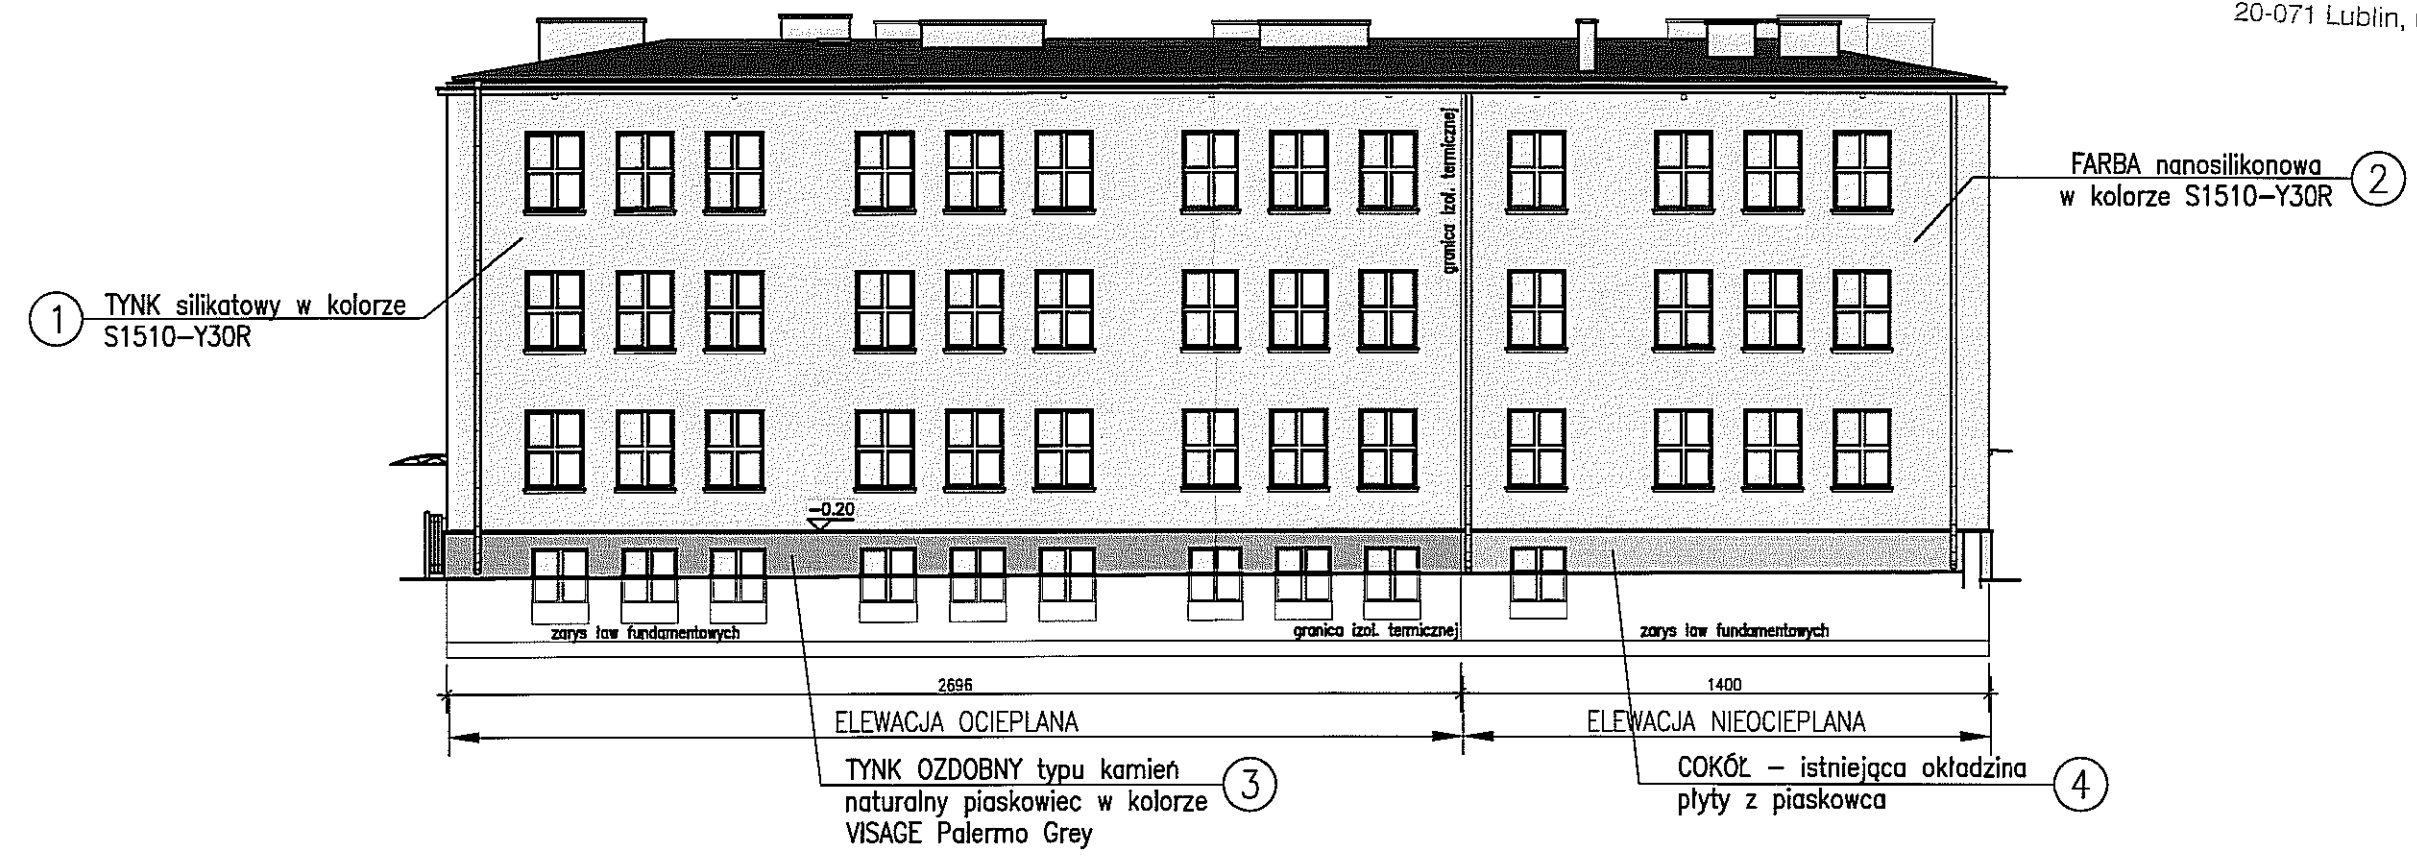 20-071 Lublin,
granica izol. termicznej
FARBA nanosilikonowa
w kolorze S1510-Y30R
2
1
TYNK silikatowy w kolorze
S1510-Y30R
-0.20
zarys ław fundamentowych
granica izol. termicznej
zarys ław fundamentowych
2696
1400
ELEWACJA OCIEPLANA
ELEWACJA NIEOCIEPLANA
TYNK OZDOBNY typu kamień
naturalny piaskowiec w kolorze
VISAGE Palermo Grey
3
COKÓŁ – istniejąca okładzina
płyty z piaskowca
4